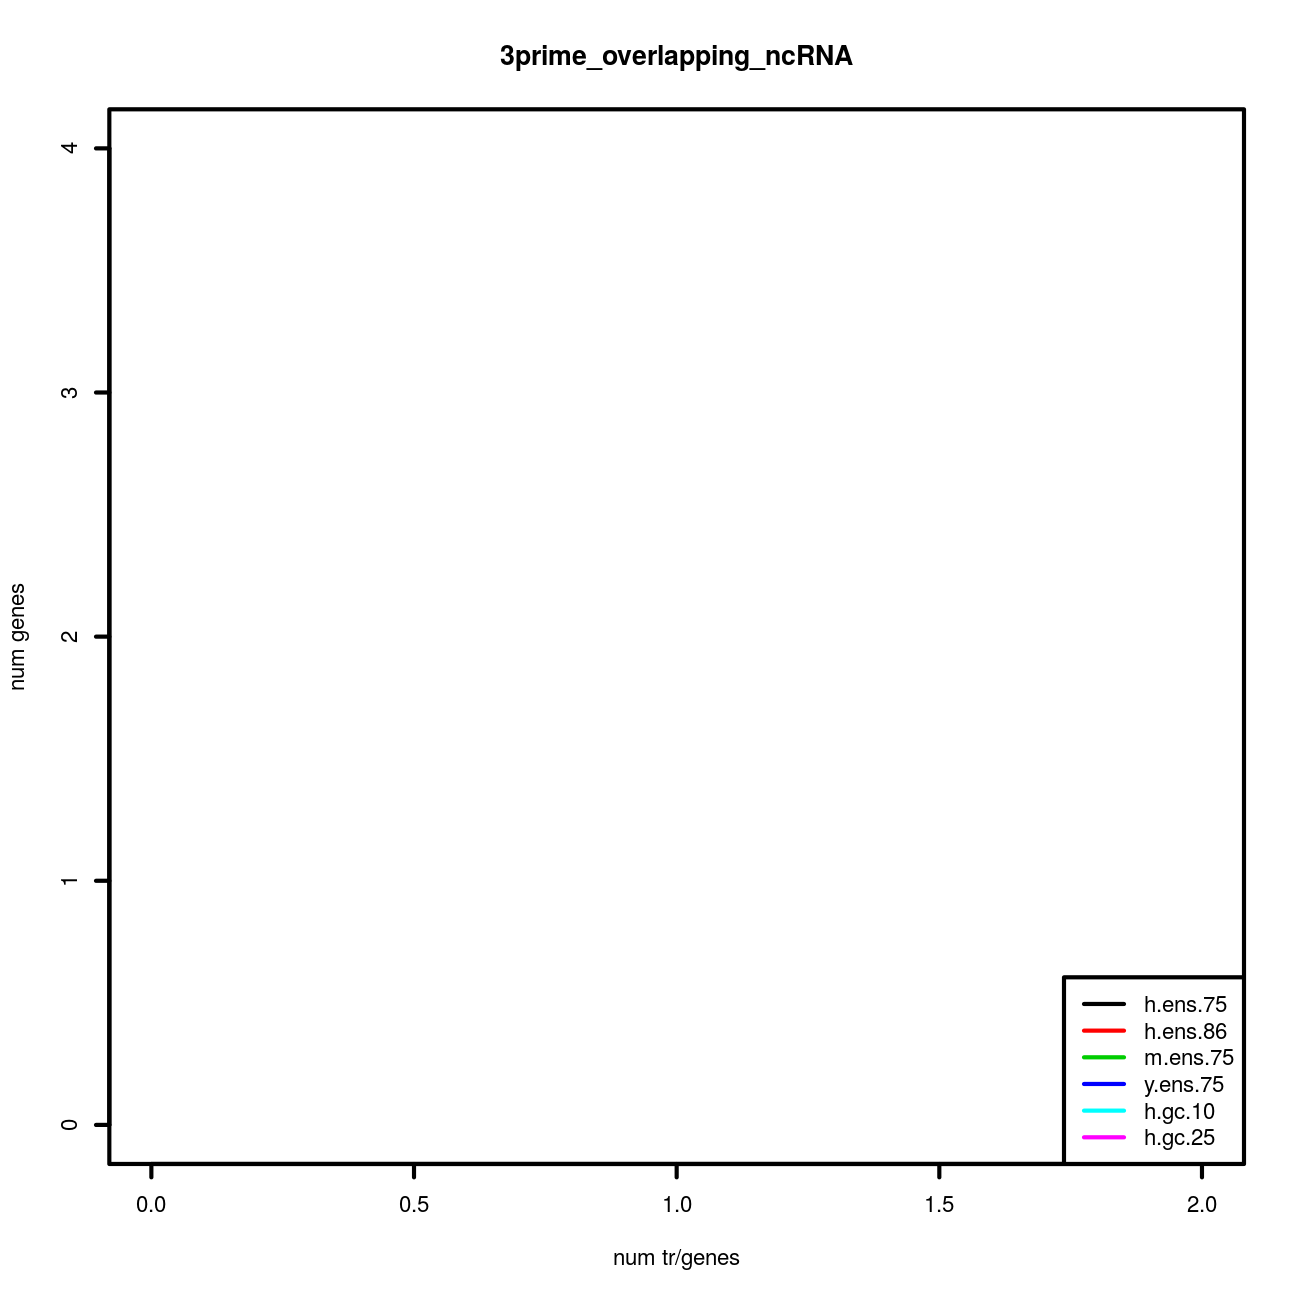 3prime_overlapping_ncRNA
4
3
2
1
0
num genes
h.ens.75
h.ens.86
m.ens.75
y.ens.75
h.gc.10
h.gc.25
0.0 0.5 1.0 1.5 2.0
num tr/genes